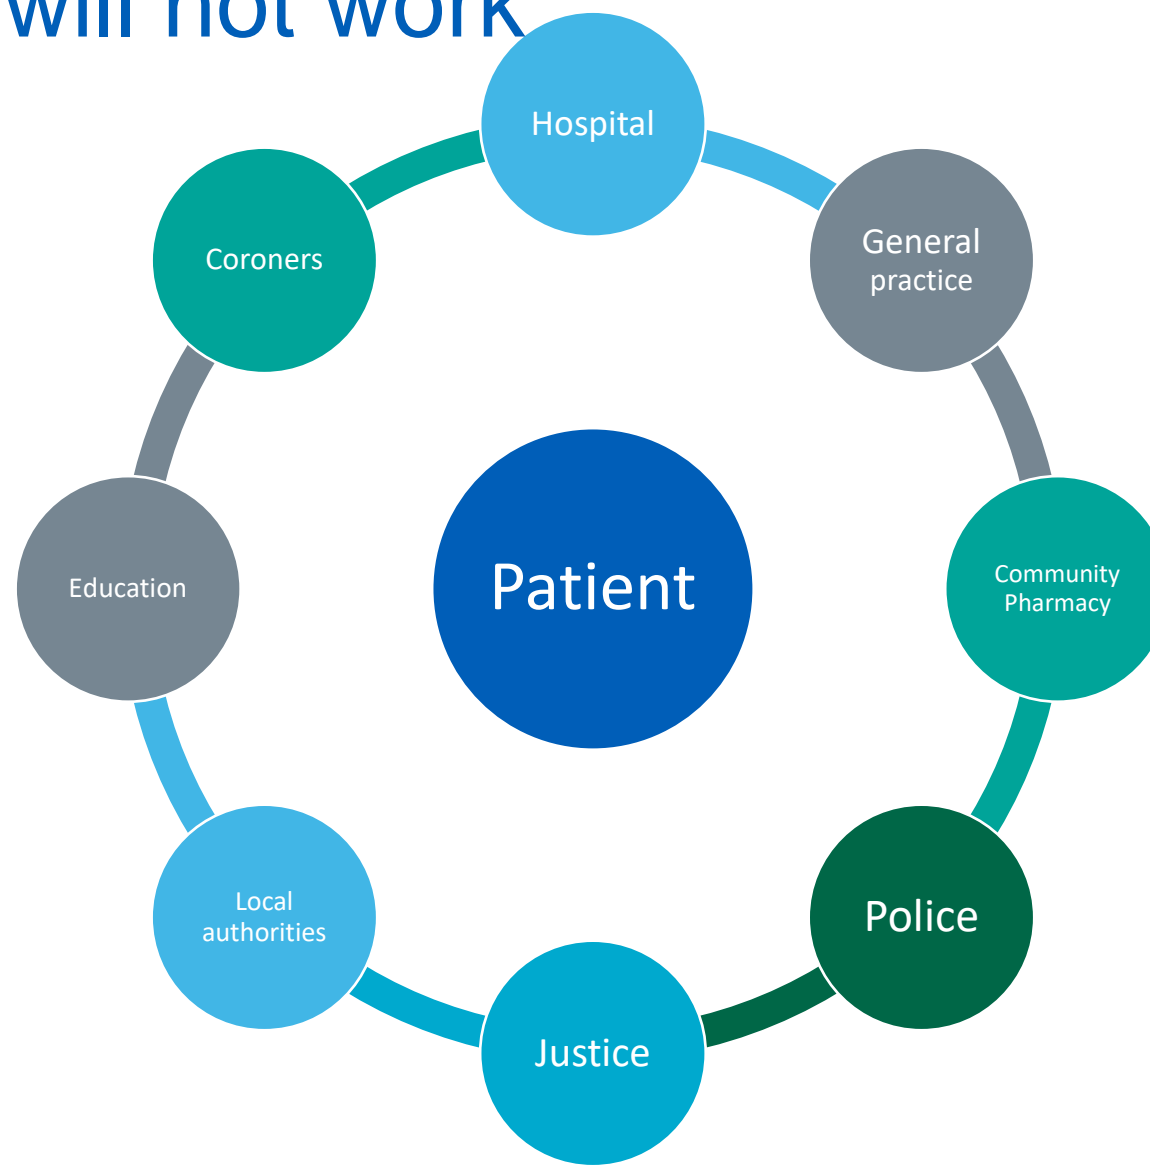 will not work
Hospital
General
practice
Community
Pharmacy
Police
Justice
Local
authorities
Education
Coroners
Patient